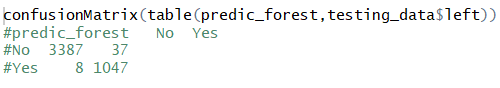 confusionMatrix(table(predic_forest,testing_data$left))
#predic_forest   No  Yes
#No  3387   37
#Yes    8 1047